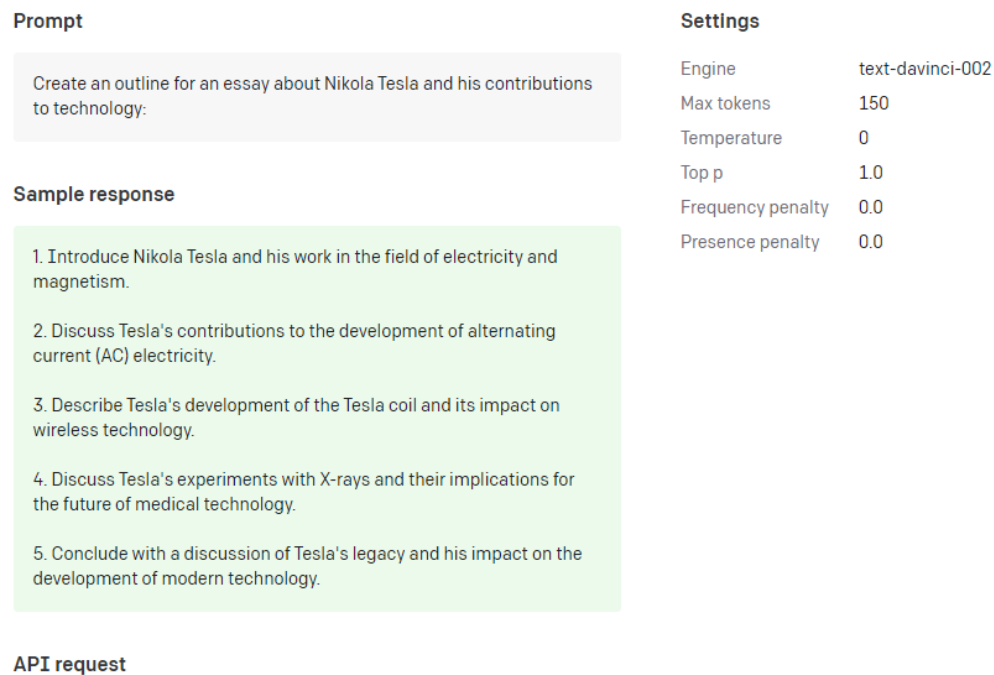 Prompt
Create an outline for an essay about Nikola Tesla and his contributions
to technology:
Sample response
1. Introduce Nikola Tesla and his work in the field of electricity and
magnetism.
2. Discuss Tesla's contributions to the development of alternating
current (AC) electricity.
3. Describe Tesla's development of the Tesla coil and its impact on
wireless technology.
4. Discuss Tesla's experiments with X-rays and their implications for
the future of medical technology.
5. Conclude with a discussion of Tesla's legacy and his impact on the
development of modern technology.
API request
Settings
Engine text-davinci-002
Max tokens 150
Temperature 0
Top p 1.0
Frequency penalty 0.0
Presence penalty 0.0